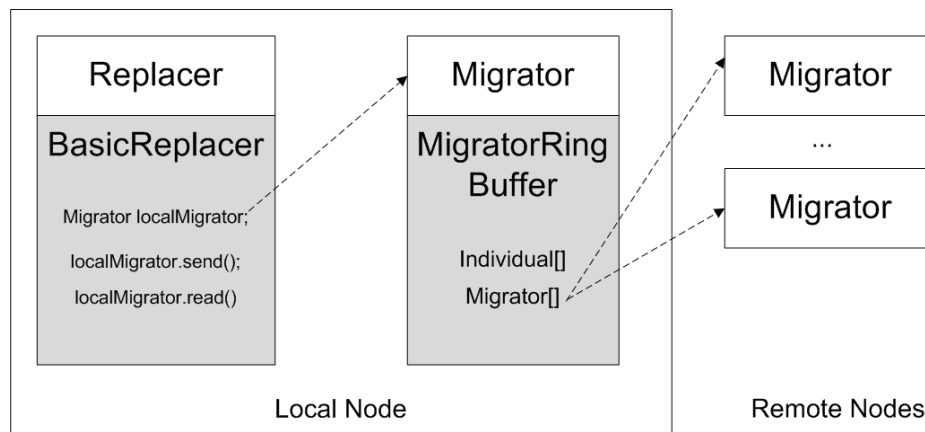 Replacer
BasicReplacer
Migrator localMigrator;
localMigrator.send();
localMigrator.read()
Migrator
MigratorRing
Buffer
Individual[]
Migrator[]
Local Node
Migrator
...
Migrator
Remote Nodes